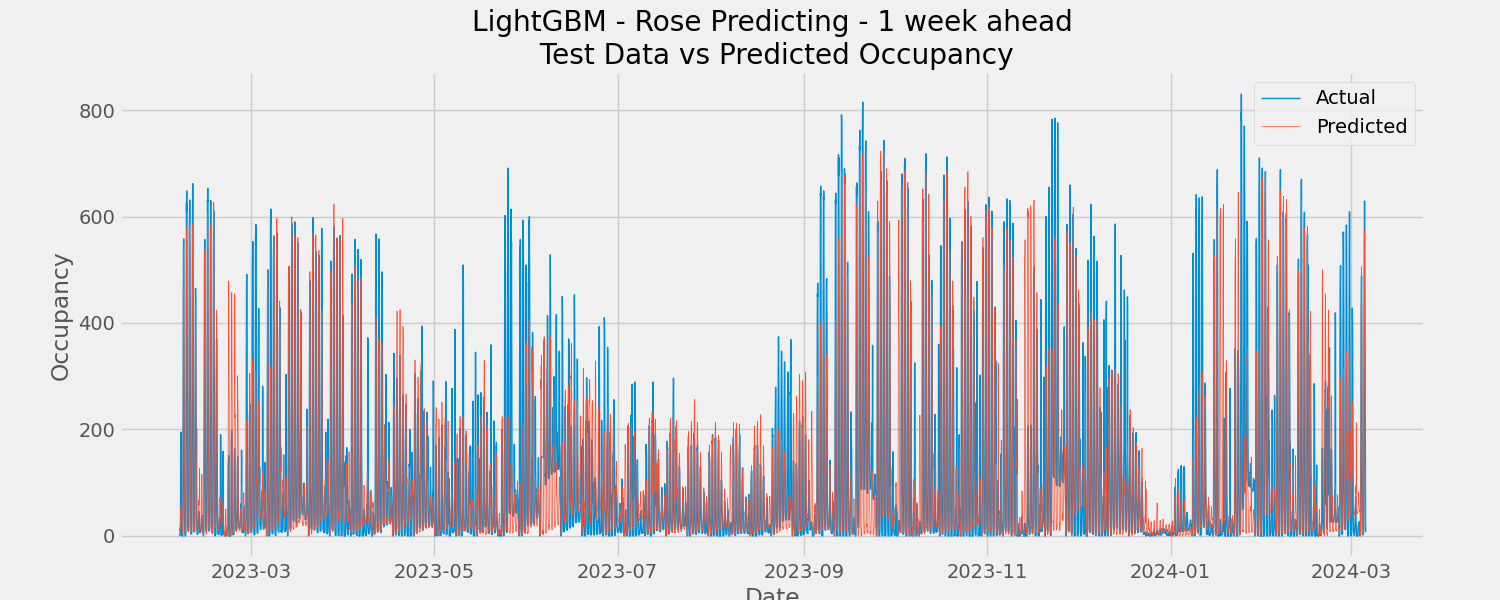 LightGBM - Rose Predicting - 1 week ahead
Test Data vs Predicted Occupancy
Actual
Predicted
Occupancy
800
600
400
200
0
2023-03
2023-05
2023-07
2023-09
2023-11
2024-01
2024-03
Date